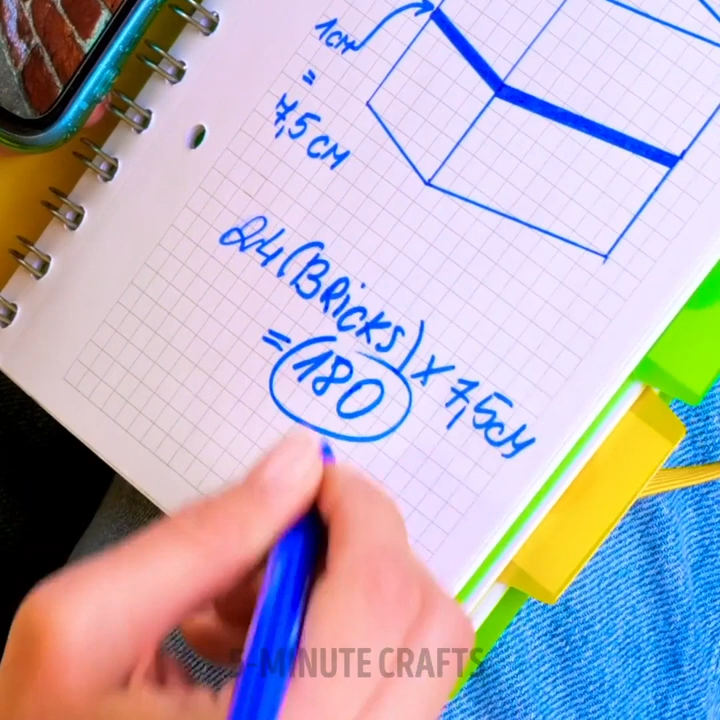 1cm
=
7,5 cm
24 (Bricks) x 7,5cm
= 180
5-MINUTE CRAFTS